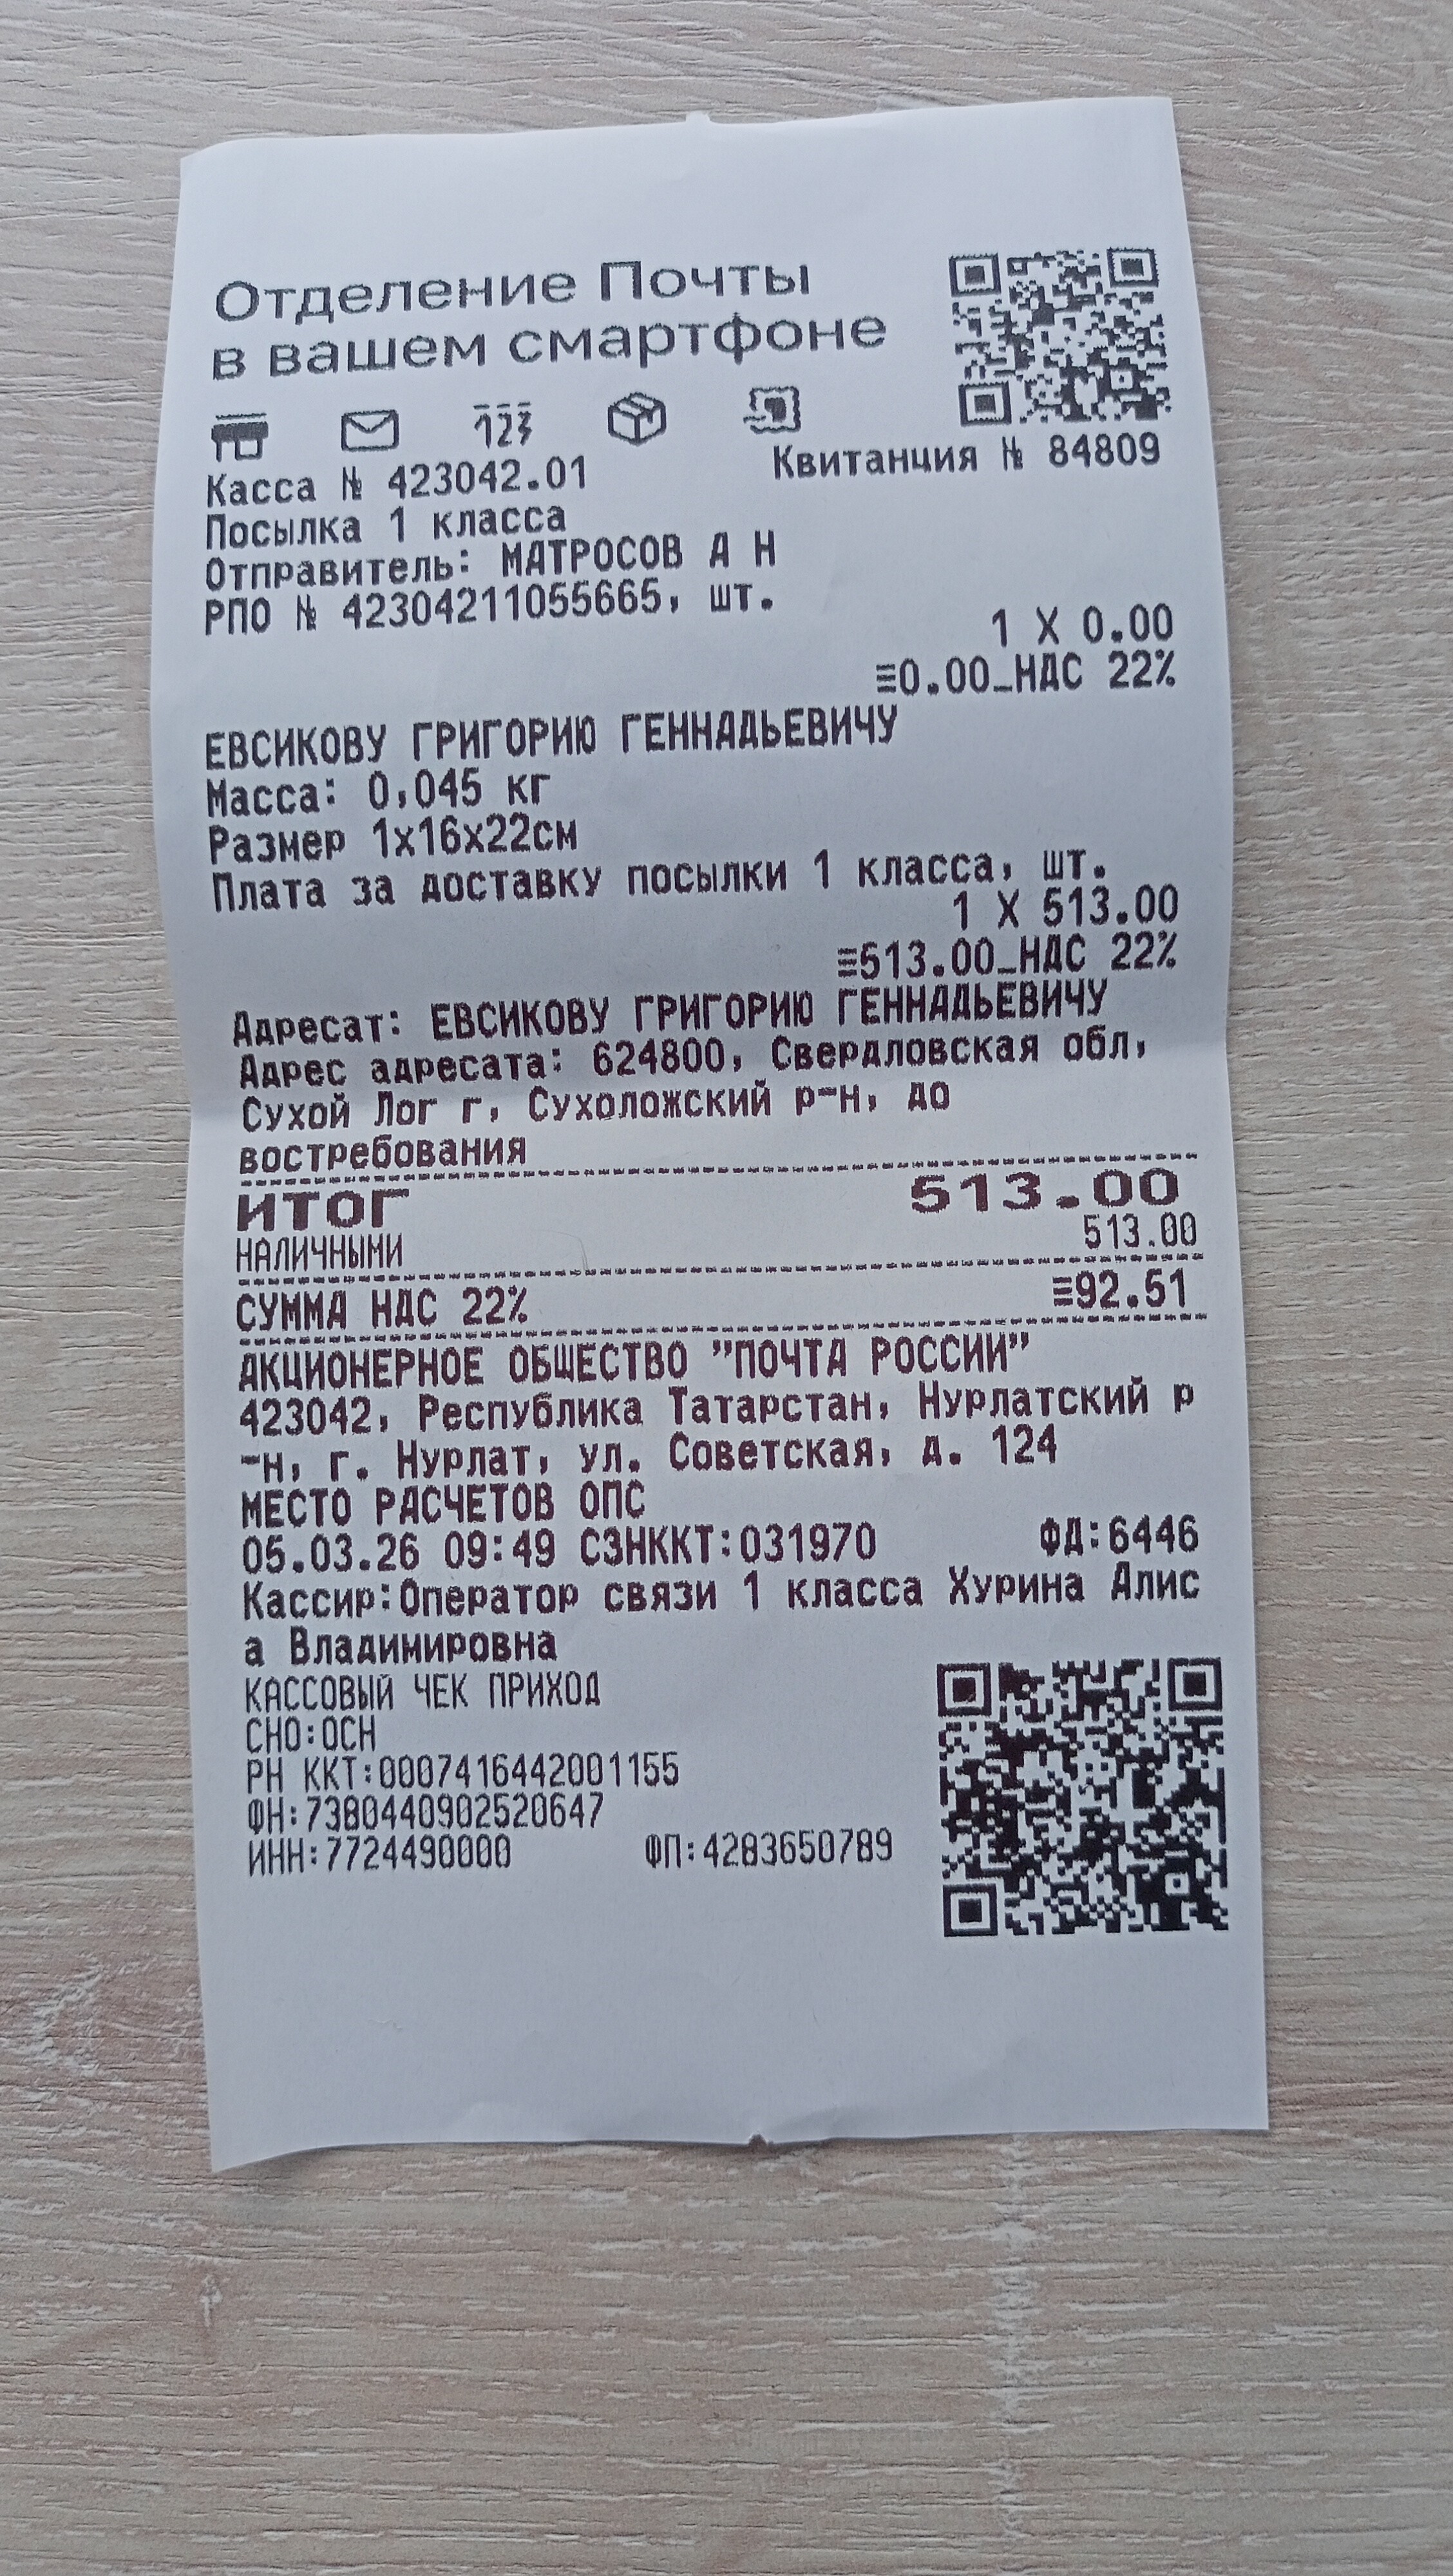 Отделение Почты
в вашем смартфоне
123
Касса № 423042.01 Квитанция № 84809
Посылка 1 класса
Отправитель: МАТРОСОВ А Н
РПО № 42304211055665, шт.
1 X 0.00
≡0.00_НДС 22%
ЕВСИКОВУ ГРИГОРИЮ ГЕННАДЬЕВИЧУ
Масса: 0,045 кг
Размер 1x16x22см
Плата за доставку посылки 1 класса, шт.
1 X 513.00
≡513.00_НДС 22%
Адресат: ЕВСИКОВУ ГРИГОРИЮ ГЕННАДЬЕВИЧУ
Адрес адресата: 624800, Свердловская обл,
Сухой Лог г, Сухоложский р-н, до
востребования
ИТОГ 513.00
НАЛИЧНЫМИ 513.00
СУММА НДС 22% ≡92.51
АКЦИОНЕРНОЕ ОБЩЕСТВО "ПОЧТА РОССИИ"
423042, Республика Татарстан, Нурлатский р
-н, г. Нурлат, ул. Советская, д. 124
МЕСТО РАСЧЕТОВ ОПС
05.03.26 09:49 СЗНККТ:031970 ФД:6446
Кассир:Оператор связи 1 класса Хурина Алис
а Владимировна
КАССОВЫЙ ЧЕК ПРИХОД
СНО:ОСН
РН ККТ:0007416442001155
ФН:7380440902520647
ИНН:7724490000 ФП:4283650789